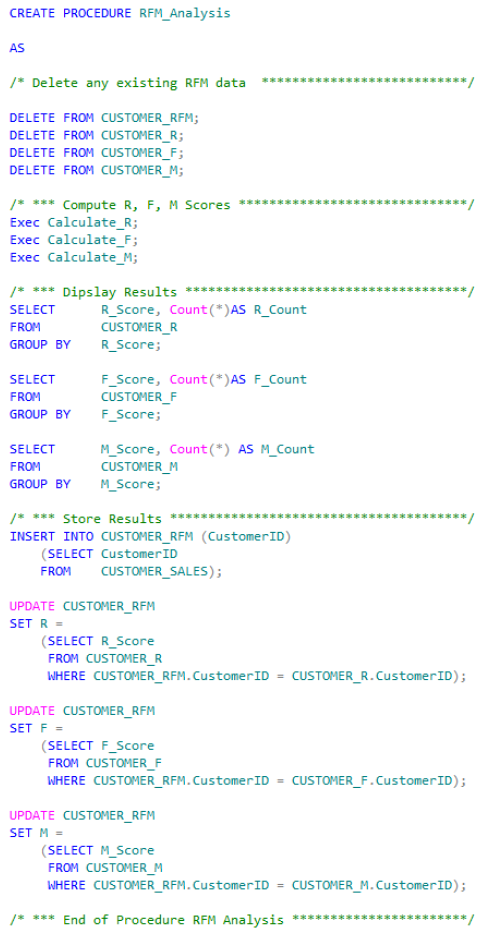 CREATE PROCEDURE RFM_Analysis
AS
/* Delete any existing RFM data  ***************************/
DELETE FROM CUSTOMER_RFM;
DELETE FROM CUSTOMER_R;
DELETE FROM CUSTOMER_F;
DELETE FROM CUSTOMER_M;
/* *** Compute R, F, M Scores ******************************/
Exec Calculate_R;
Exec Calculate_F;
Exec Calculate_M;
/* *** Dipslay Results *************************************/
SELECT      R_Score, Count(*)AS R_Count
FROM        CUSTOMER_R
GROUP BY    R_Score;
SELECT      F_Score, Count(*)AS F_Count
FROM        CUSTOMER_F
GROUP BY    F_Score;
SELECT      M_Score, Count(*) AS M_Count
FROM        CUSTOMER_M
GROUP BY    M_Score;
/* *** Store Results ***************************************/
INSERT INTO CUSTOMER_RFM (CustomerID)
    (SELECT CustomerID
    FROM    CUSTOMER_SALES);
UPDATE CUSTOMER_RFM
SET R =
    (SELECT R_Score
     FROM CUSTOMER_R
     WHERE CUSTOMER_RFM.CustomerID = CUSTOMER_R.CustomerID);
UPDATE CUSTOMER_RFM
SET F =
    (SELECT F_Score
     FROM CUSTOMER_F
     WHERE CUSTOMER_RFM.CustomerID = CUSTOMER_F.CustomerID);
UPDATE CUSTOMER_RFM
SET M =
    (SELECT M_Score
     FROM CUSTOMER_M
     WHERE CUSTOMER_RFM.CustomerID = CUSTOMER_M.CustomerID);
/* *** End of Procedure RFM Analysis ***********************/